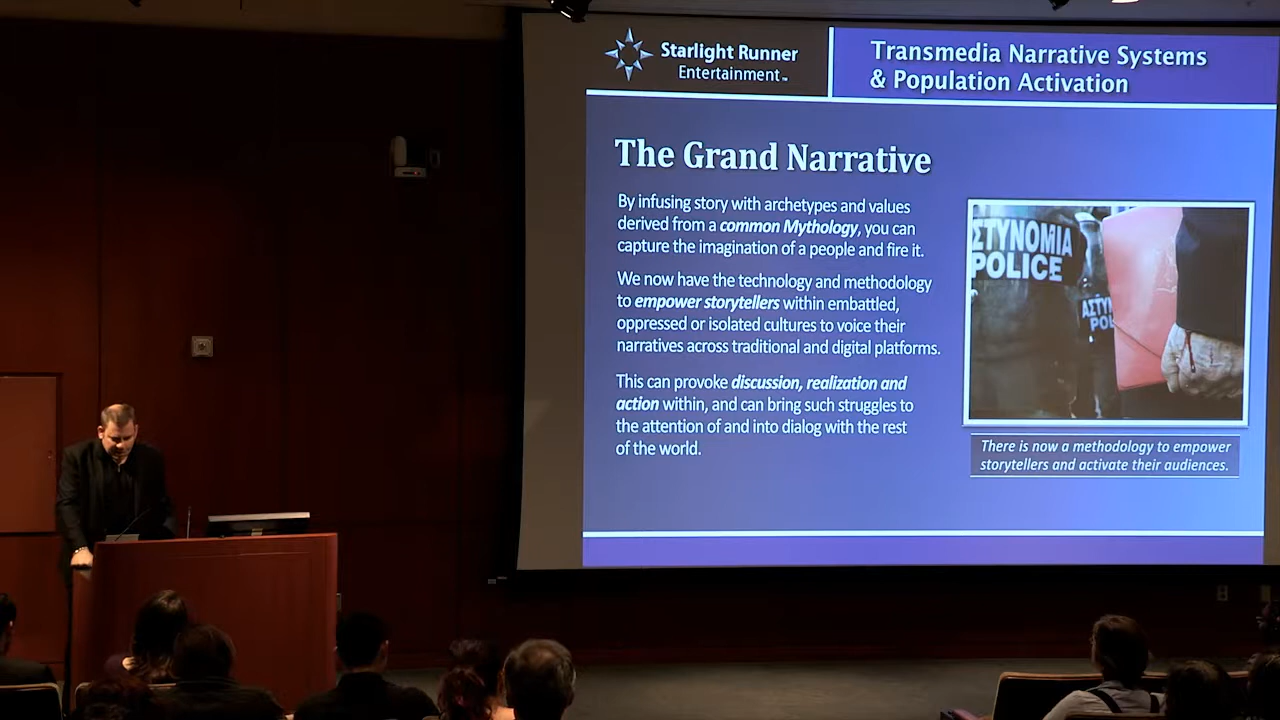 Starlight Runner
Entertainment™
Transmedia Narrative Systems
& Population Activation
The Grand Narrative
By infusing story with archetypes and values
derived from a common Mythology, you can
capture the imagination of a people and fire it.
We now have the technology and methodology
to empower storytellers within embattled,
oppressed or isolated cultures to voice their
narratives across traditional and digital platforms.
This can provoke discussion, realization and
action within, and can bring such struggles to
the attention of and into dialog with the rest
of the world.
ΣΤΥΝΟΜΙΑ
POLICE
ΑΣΤΥΝ
POL
There is now a methodology to empower
storytellers and activate their audiences.